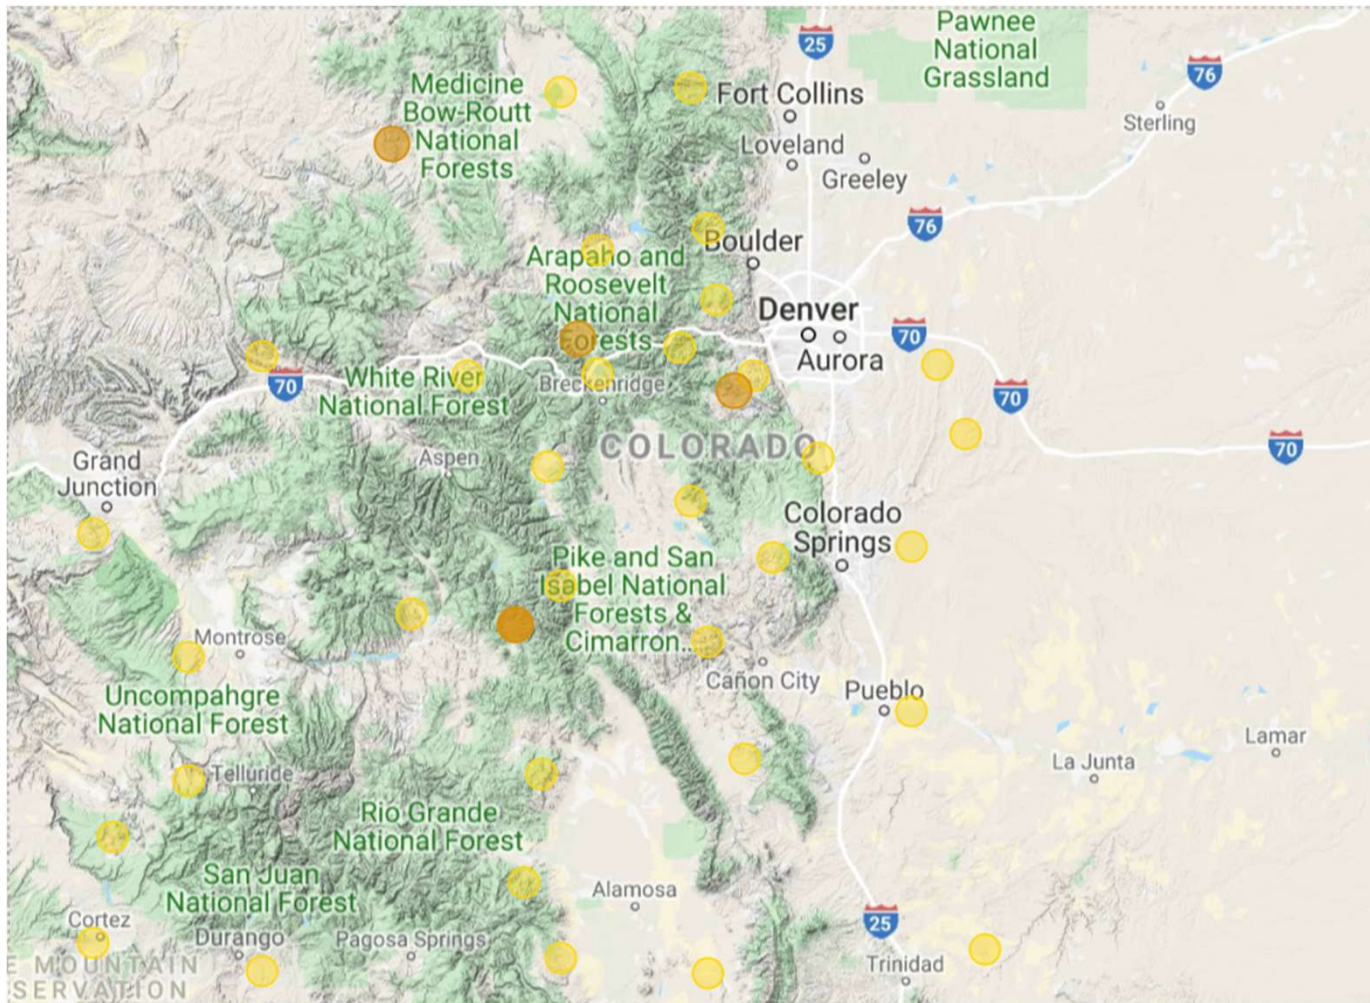 Pawnee
National
Grassland
25
76
Medicine
Bow-Routt
National
Forests
Fort Collins
Sterling
Loveland
Greeley
76
Boulder
Arapaho and
Roosevelt
National
Forests
Denver
70
Aurora
70
White River
National Forest
Breckenridge
70
COLORADO
70
Aspen
Grand
Junction
Colorado
Springs
Pike and San
Isabel National
Forests &
Cimarron...
Montrose
Cañon City
Pueblo
Uncompahgre
National Forest
Lamar
La Junta
Telluride
Rio Grande
National Forest
San Juan
National Forest
Alamosa
Cortez
25
Durango
Pagosa Springs
Trinidad
E MOUNTAIN
SERVATION